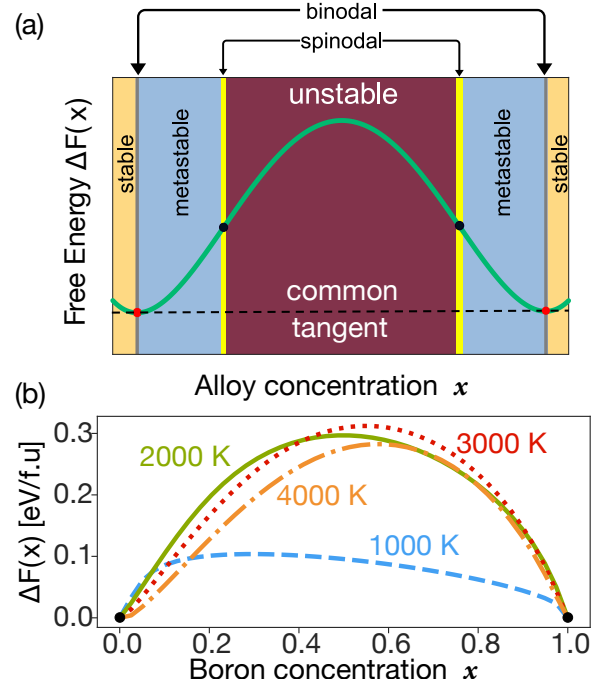 (a)
binodal
spinodal
unstable
stable
metastable
metastable
stable
common
tangent
Free Energy ΔF(x)
Alloy concentration x
(b)
ΔF(x) [eV/f.u]
0.3
0.2
0.1
0.0
2000 K
3000 K
4000 K
1000 K
0.0 0.2 0.4 0.6 0.8 1.0
Boron concentration x